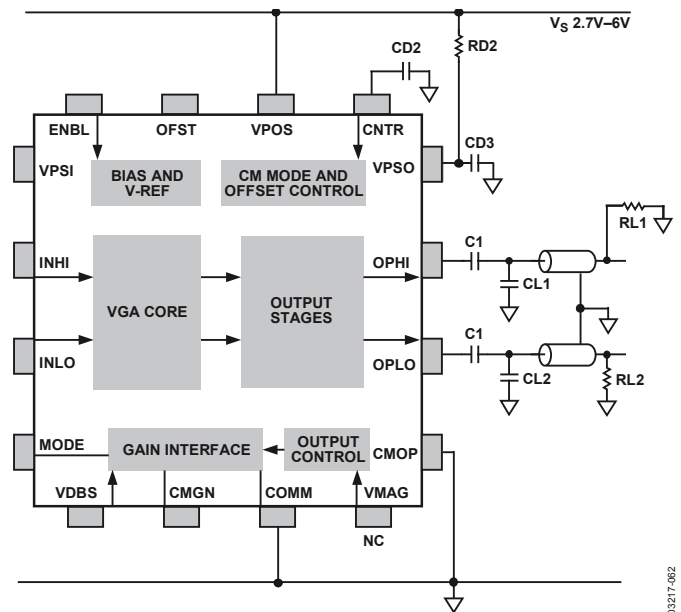 VS 2.7V–6V
CD2
RD2
ENBL
OFST
VPOS
CNTR
VPSI
BIAS AND
V-REF
CM MODE AND
OFFSET CONTROL
VPSO
CD3
RL1
INHI
VGA CORE
OUTPUT
STAGES
OPHI
C1
CL1
INLO
OPLO
C1
CL2
RL2
MODE
GAIN INTERFACE
OUTPUT
CONTROL
CMOP
VDBS
CMGN
COMM
VMAG
NC
03217-062